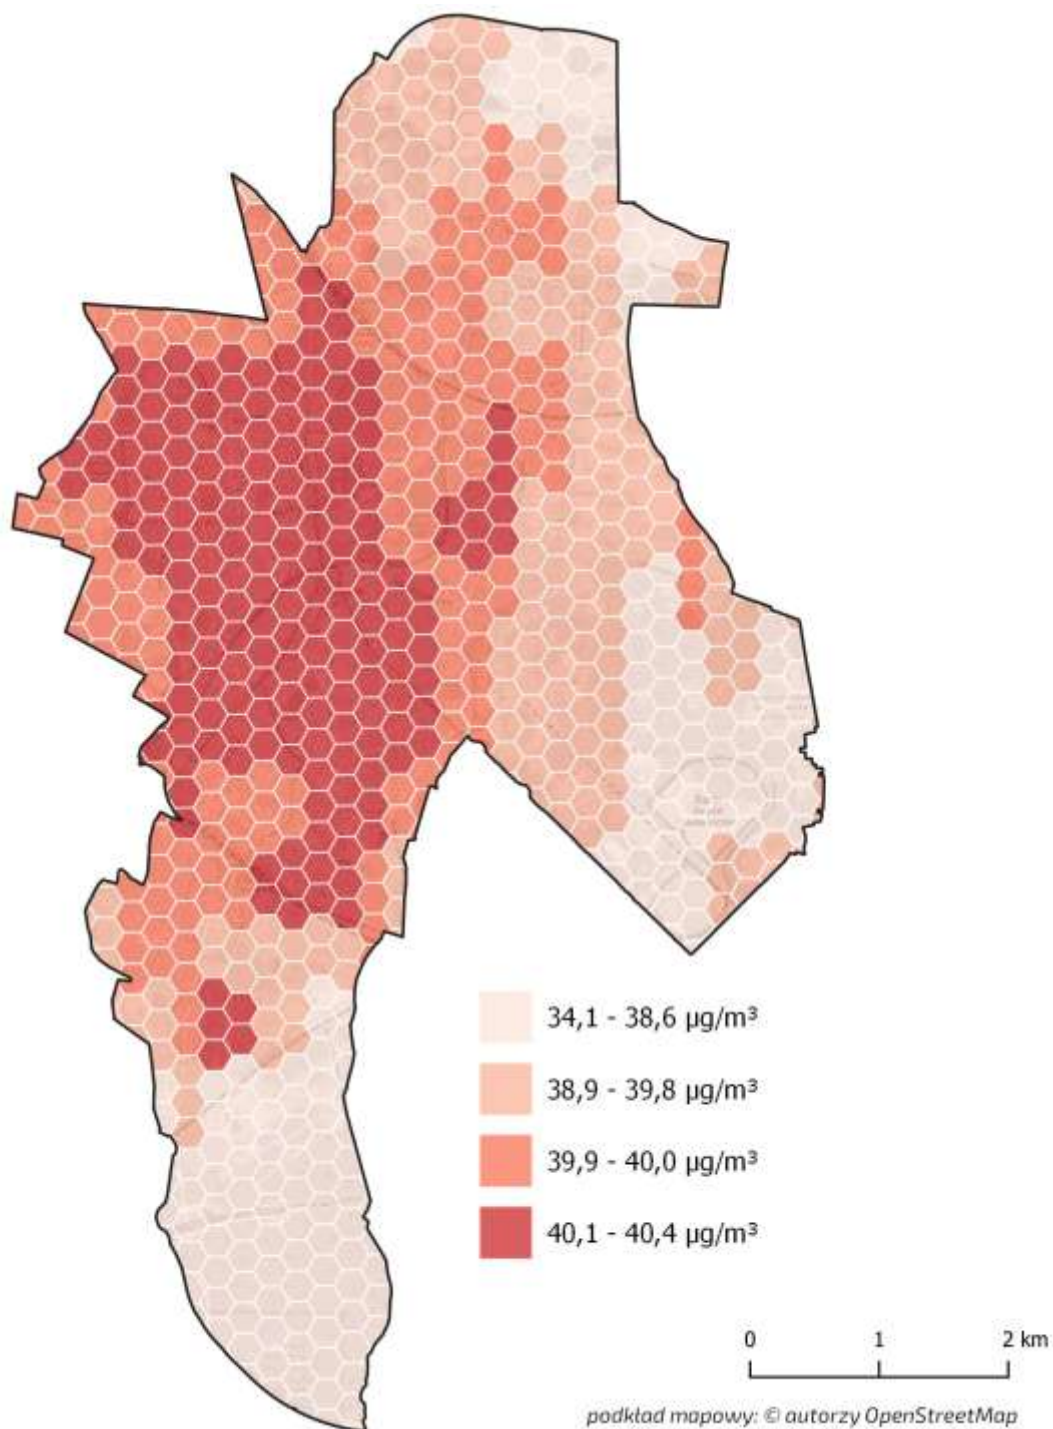 34,1 - 38,6 µg/m³
38,9 - 39,8 µg/m³
39,9 - 40,0 µg/m³
40,1 - 40,4 µg/m³
0 1 2 km
podkład mapowy: © autorzy OpenStreetMap